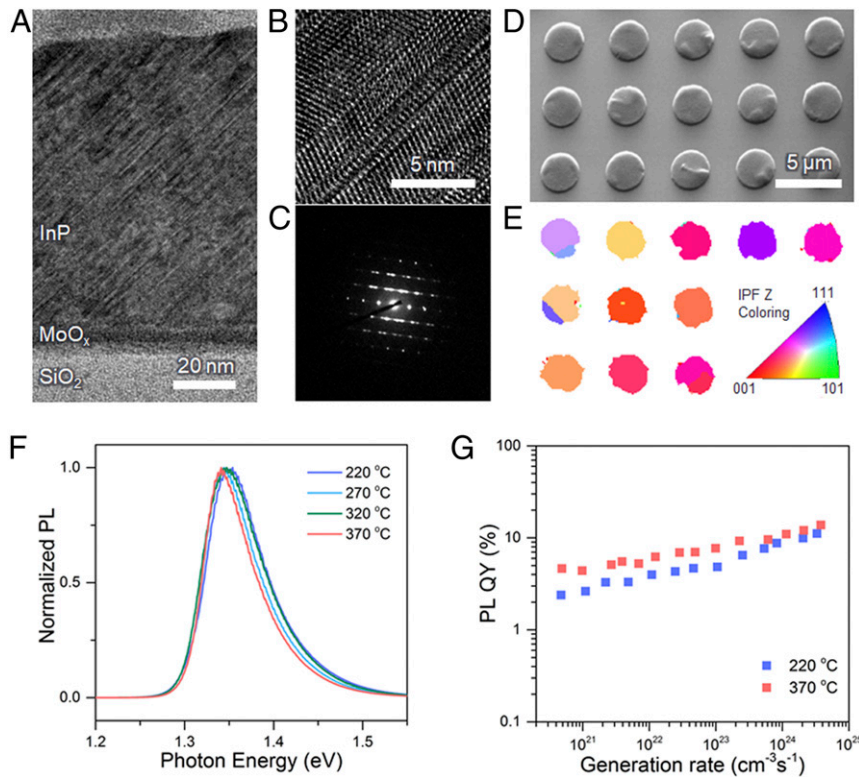 A
InP
MoOx
SiO2
20 nm
B
5 nm
C
D
5 µm
E
IPF Z
Coloring
111
001
101
F
1.0
0.5
0.0
Normalized PL
220 °C
270 °C
320 °C
370 °C
1.2
1.3
1.4
1.5
Photon Energy (eV)
G
100
10
1
0.1
PL QY (%)
220 °C
370 °C
10^21
10^22
10^23
10^24
10^25
Generation rate (cm⁻³s⁻¹)